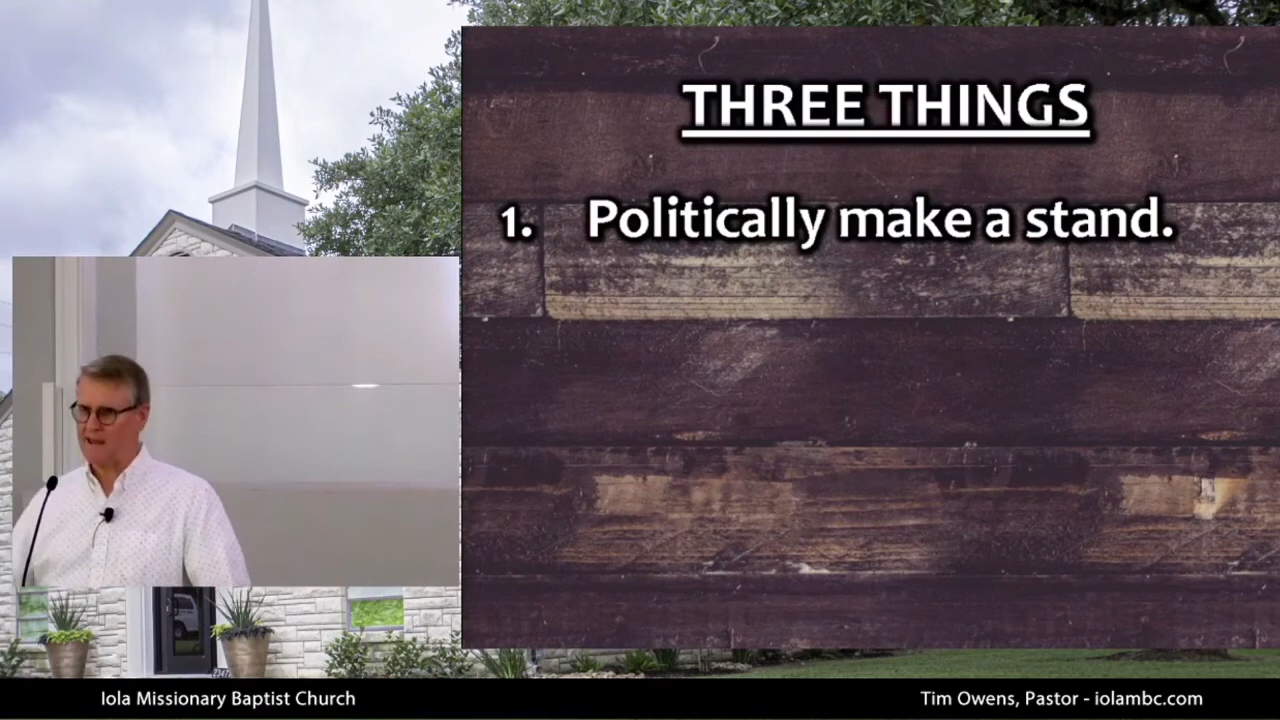 THREE THINGS
1. Politically make a stand.
Iola Missionary Baptist Church
Tim Owens, Pastor - iolambc.com